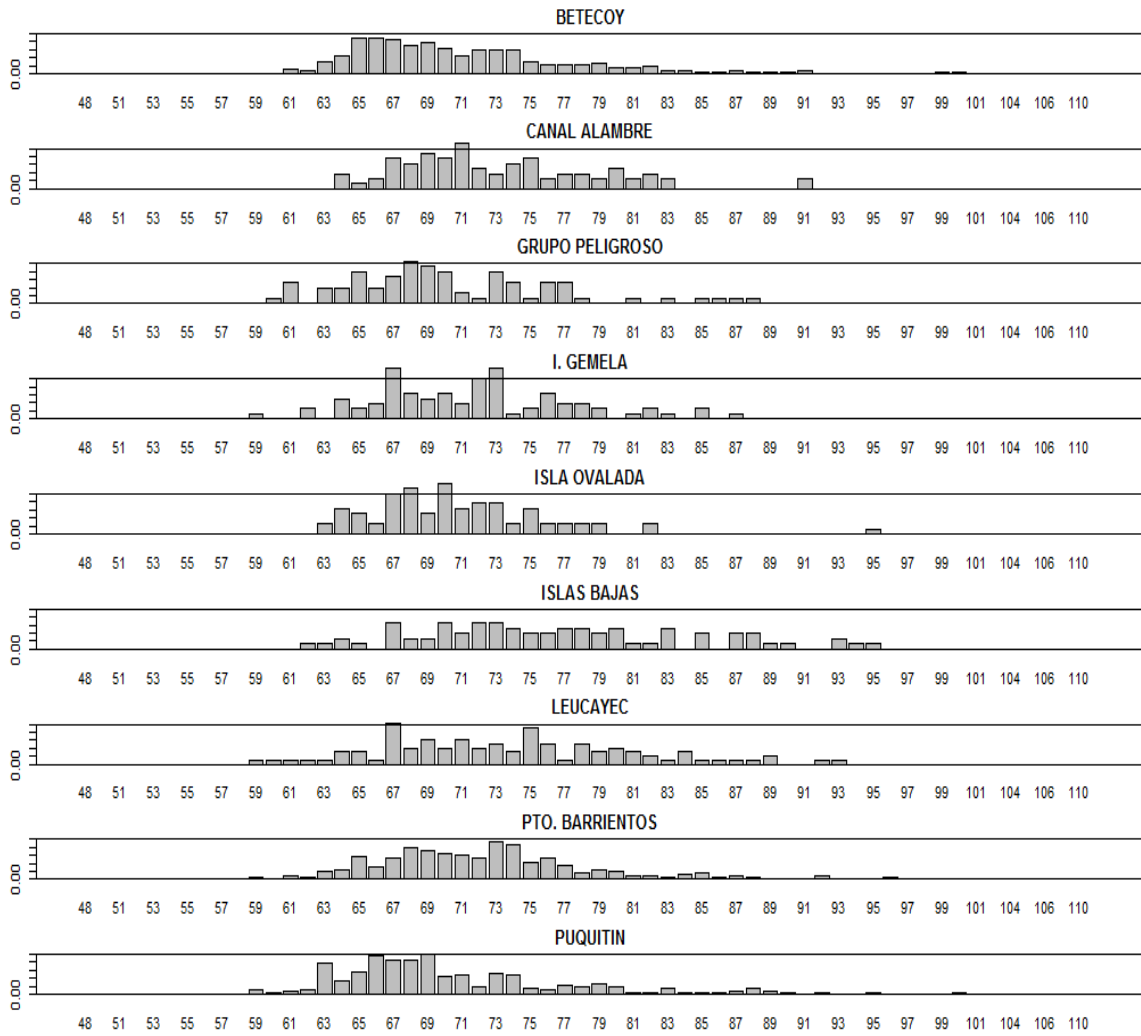 BETECOY
0.00
48 51 53 55 57 59 61 63 65 67 69 71 73 75 77 79 81 83 85 87 89 91 93 95 97 99 101 104 106 110
CANAL ALAMBRE
0.00
48 51 53 55 57 59 61 63 65 67 69 71 73 75 77 79 81 83 85 87 89 91 93 95 97 99 101 104 106 110
GRUPO PELIGROSO
0.00
48 51 53 55 57 59 61 63 65 67 69 71 73 75 77 79 81 83 85 87 89 91 93 95 97 99 101 104 106 110
I. GEMELA
0.00
48 51 53 55 57 59 61 63 65 67 69 71 73 75 77 79 81 83 85 87 89 91 93 95 97 99 101 104 106 110
ISLA OVALADA
0.00
48 51 53 55 57 59 61 63 65 67 69 71 73 75 77 79 81 83 85 87 89 91 93 95 97 99 101 104 106 110
ISLAS BAJAS
0.00
48 51 53 55 57 59 61 63 65 67 69 71 73 75 77 79 81 83 85 87 89 91 93 95 97 99 101 104 106 110
LEUCAYEC
0.00
48 51 53 55 57 59 61 63 65 67 69 71 73 75 77 79 81 83 85 87 89 91 93 95 97 99 101 104 106 110
PTO. BARRIENTOS
0.00
48 51 53 55 57 59 61 63 65 67 69 71 73 75 77 79 81 83 85 87 89 91 93 95 97 99 101 104 106 110
PUQUITIN
0.00
48 51 53 55 57 59 61 63 65 67 69 71 73 75 77 79 81 83 85 87 89 91 93 95 97 99 101 104 106 110